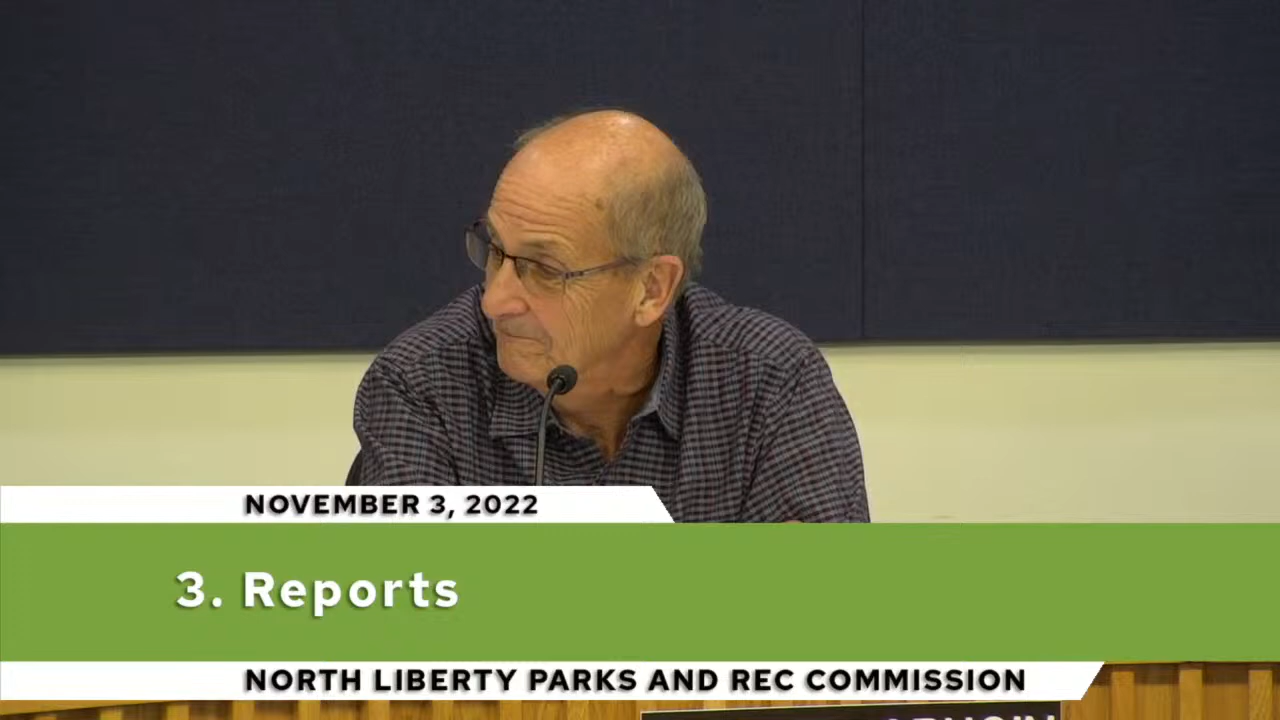 NOVEMBER 3, 2022
3. Reports
NORTH LIBERTY PARKS AND REC COMMISSION